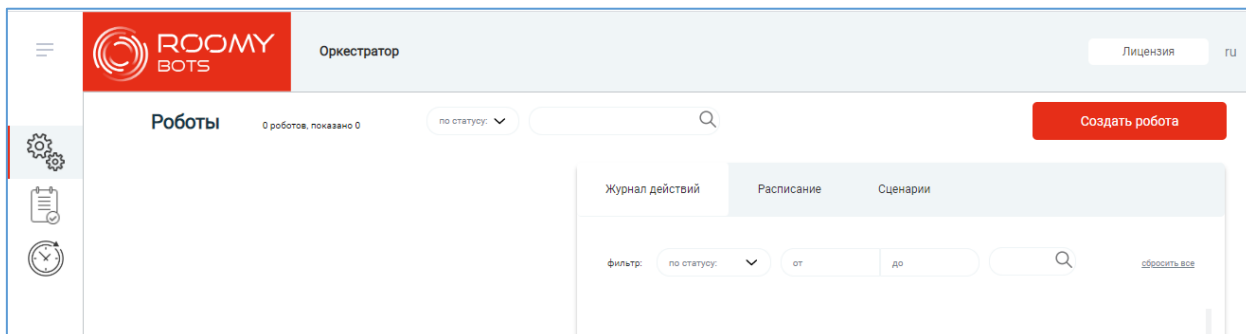 ROOMY
BOTS
Оркестратор
Лицензия
ru
Роботы
0 роботов, показано 0
по статусу:
Создать робота
Журнал действий
Расписание
Сценарии
фильтр:
по статусу:
от
до
сбросить все